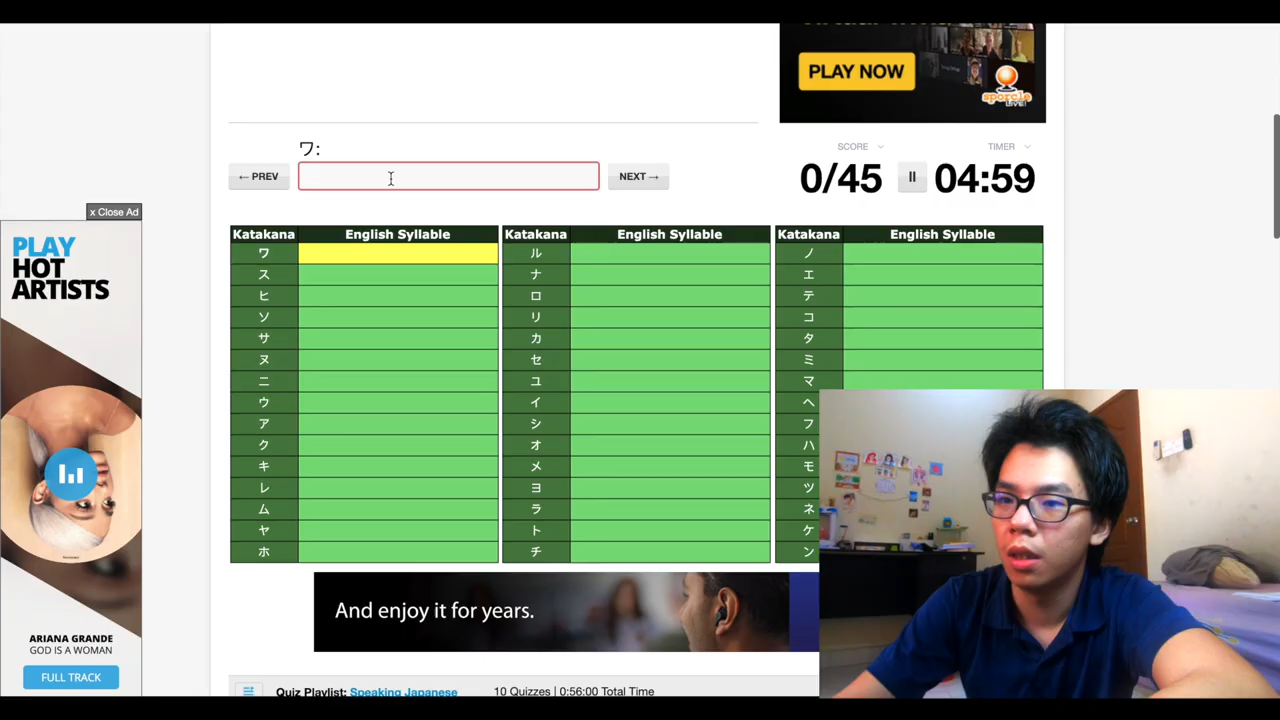 PLAY NOW
sporcle
LIVE!
ワ:
← PREV
NEXT →
SCORE
0/45
TIMER
04:59
x Close Ad
PLAY
HOT
ARTISTS
ARIANA GRANDE
GOD IS A WOMAN
FULL TRACK
Katakana English Syllable Katakana English Syllable Katakana English Syllable
ワ ル ノ
ス ナ エ
ヒ ロ テ
ソ リ コ
サ カ タ
ヌ セ ミ
ニ ユ マ
ウ イ ヘ
ア シ フ
ク オ ハ
キ メ モ
レ ヨ ツ
ム ラ ネ
ヤ ト ケ
ホ チ ン
And enjoy it for years.
Quiz Playlist: Speaking Japanese 10 Quizzes | 0:56:00 Total Time